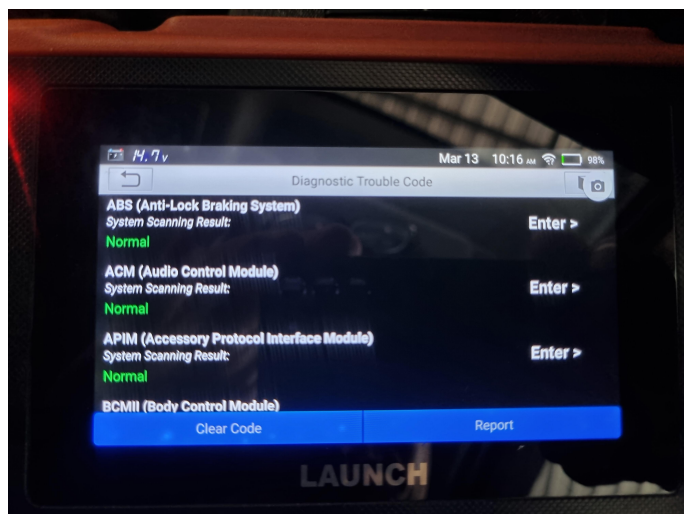 14.7v
Mar 13 10:16 AM 98%
Diagnostic Trouble Code
ABS (Anti-Lock Braking System)
System Scanning Result:
Enter >
Normal
ACM (Audio Control Module)
System Scanning Result:
Enter >
Normal
APIM (Accessory Protocol Interface Module)
System Scanning Result:
Enter >
Normal
BCMII (Body Control Module)
Clear Code
Report
LAUNCH